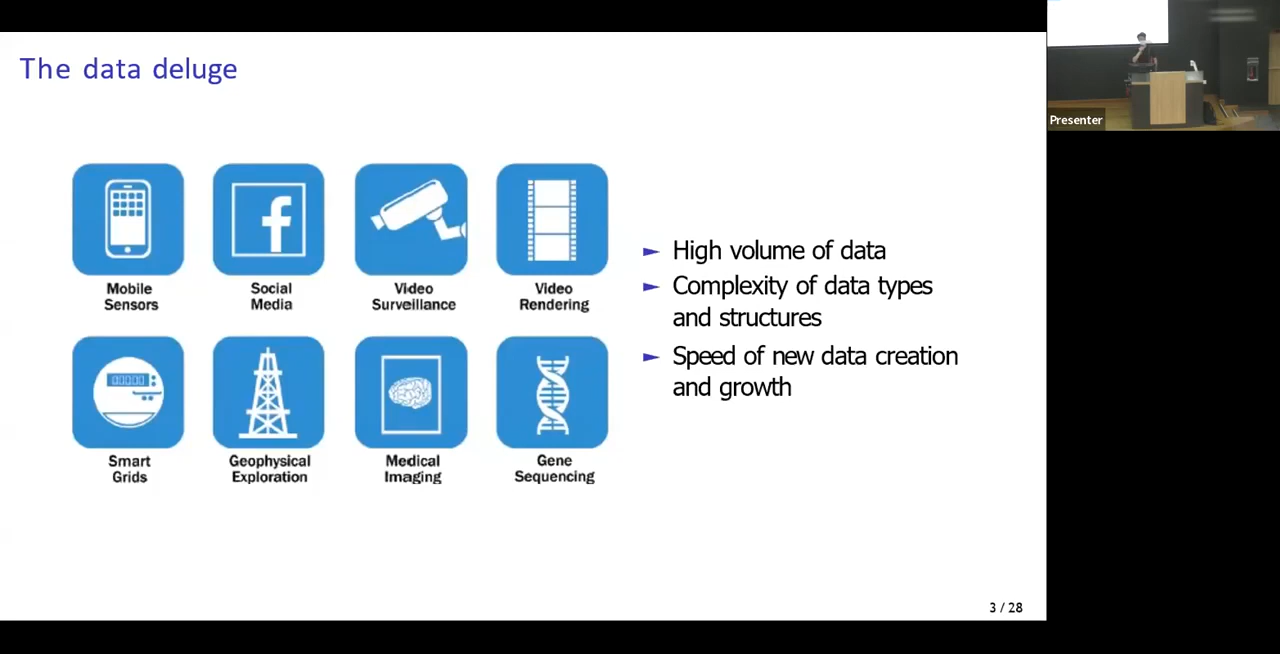 The data deluge
Presenter
Mobile
Sensors
Social
Media
Video
Surveillance
Video
Rendering
Smart
Grids
Geophysical
Exploration
Medical
Imaging
Gene
Sequencing
► High volume of data
► Complexity of data types
and structures
► Speed of new data creation
and growth
3 / 28